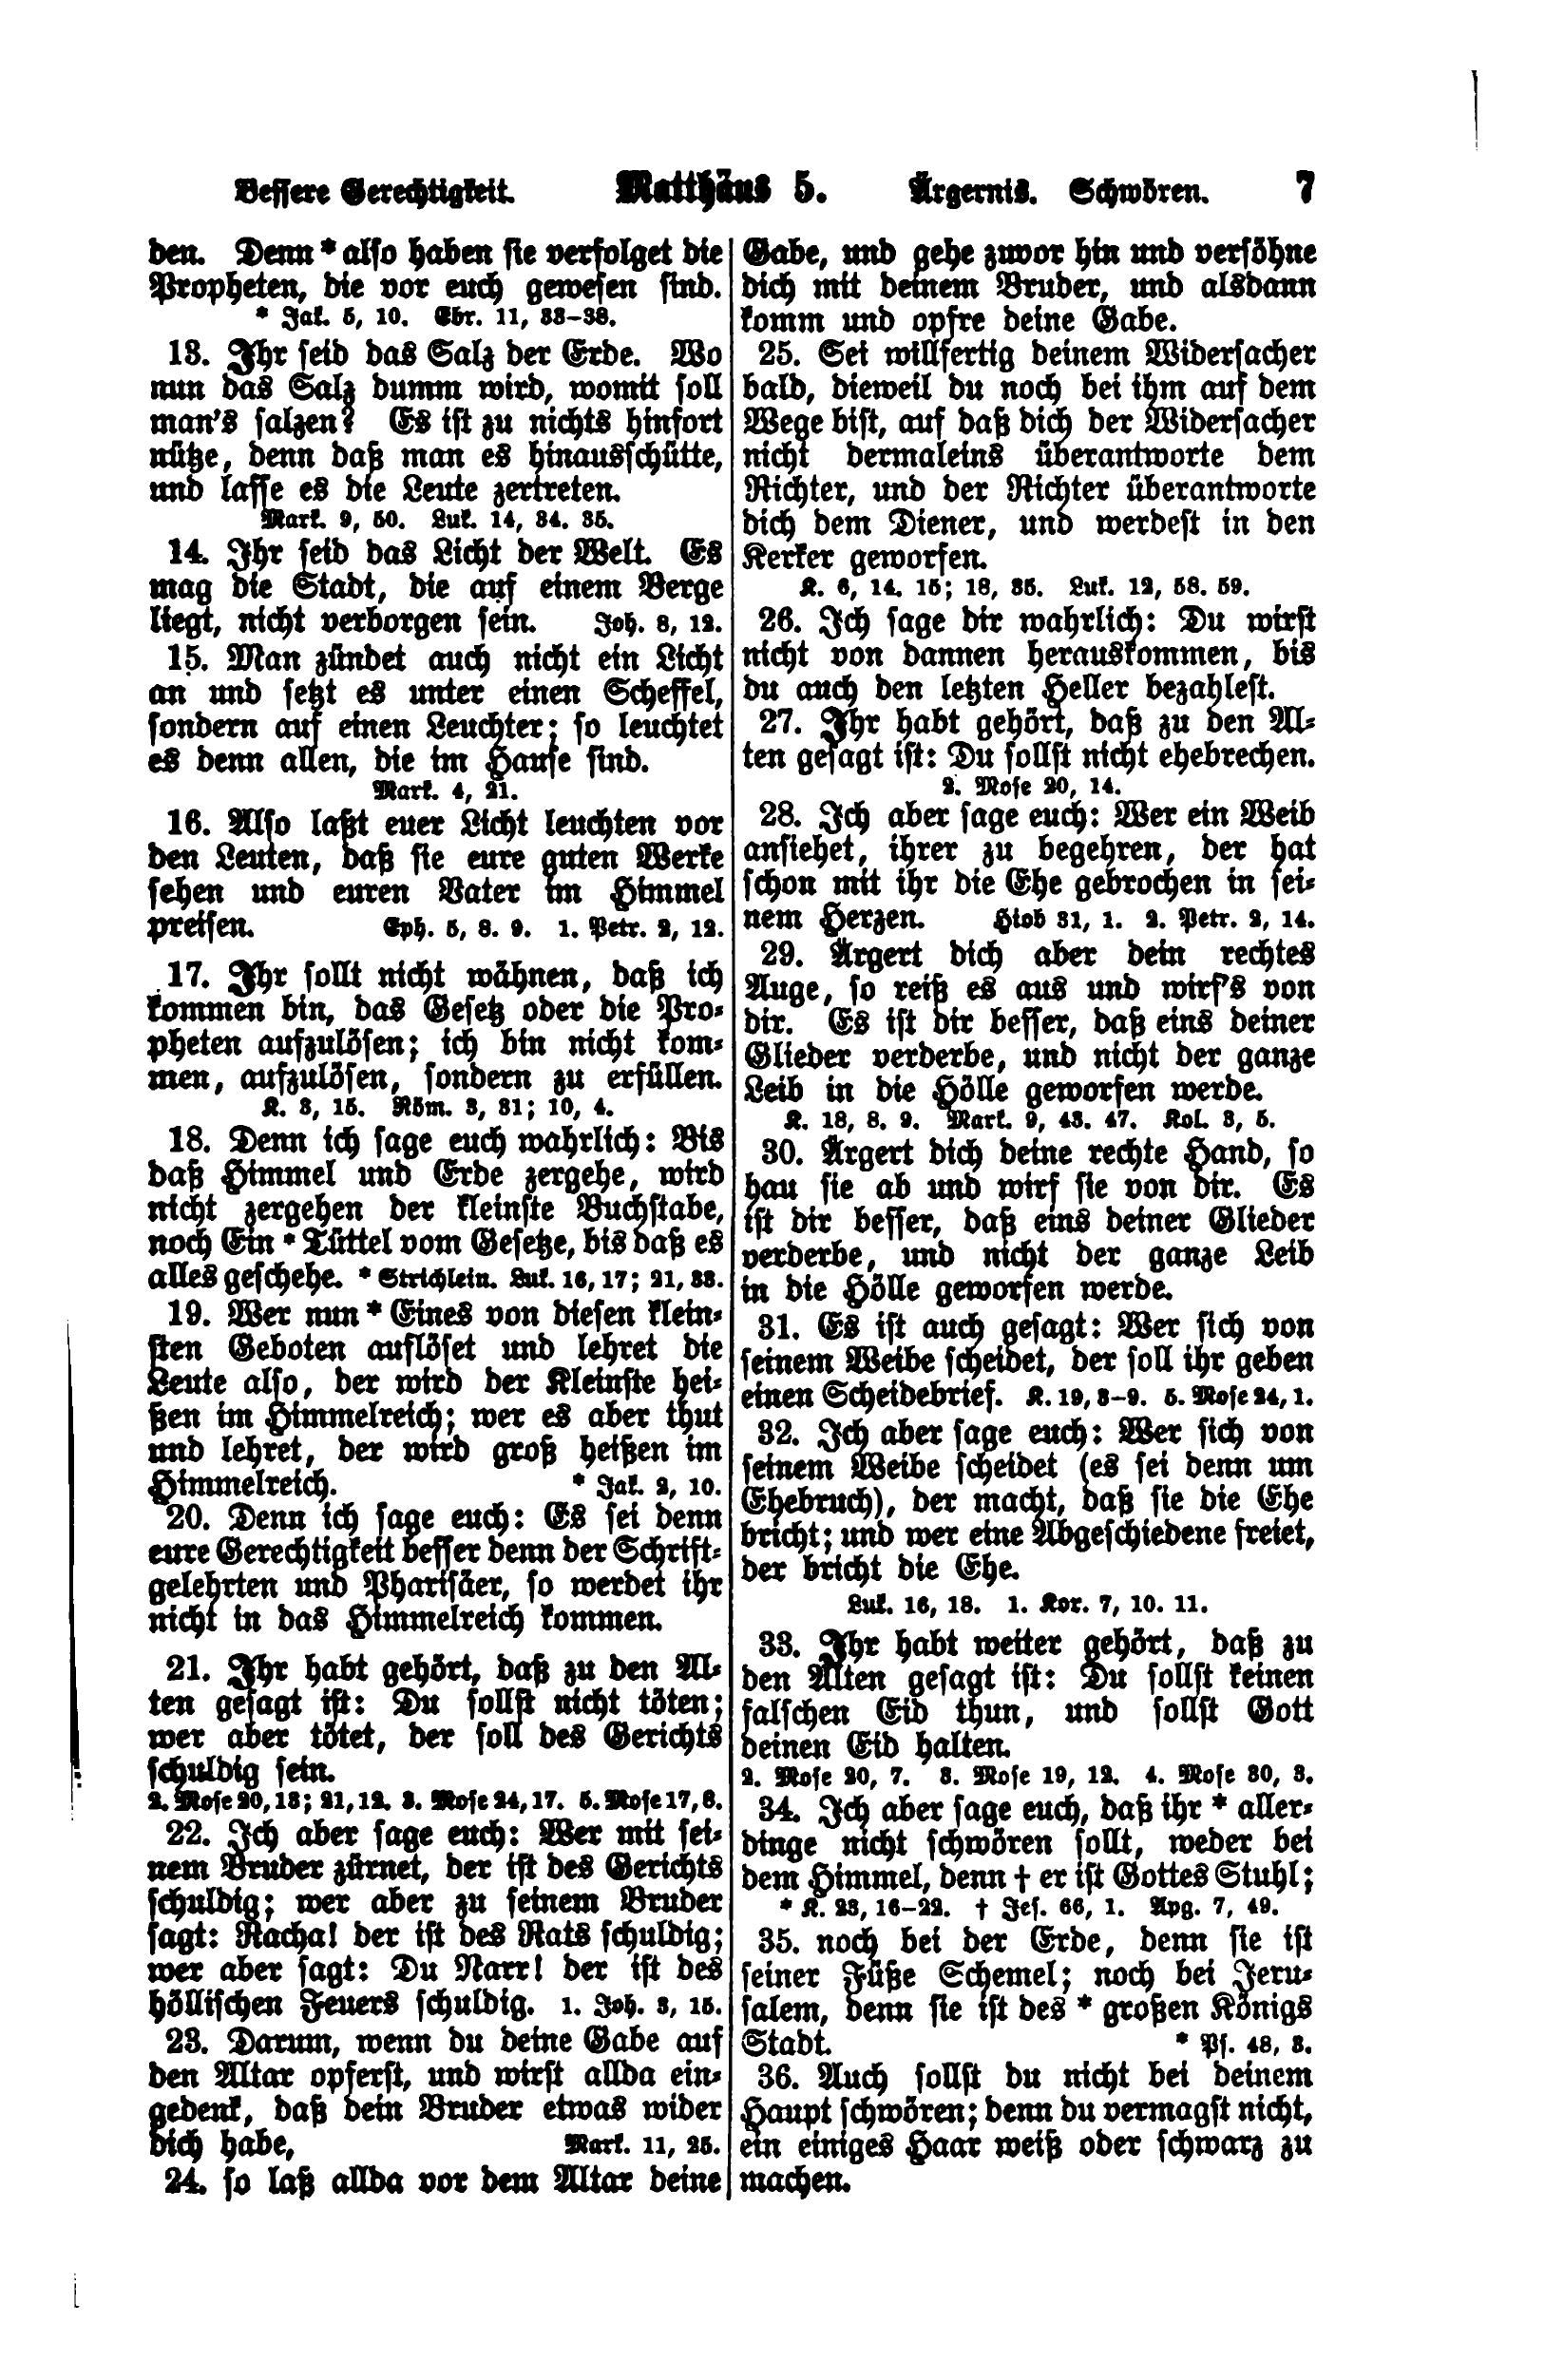 Bessere Gerechtigkeit. Matthäus 5. Ärgernis. Schwören. 7
den. Denn * also haben sie verfolget die
Propheten, die vor euch gewesen sind.
* Jak. 5, 10. Ebr. 11, 33–38.
13. Ihr seid das Salz der Erde. Wo
nun das Salz dumm wird, womit soll
man's salzen? Es ist zu nichts hinfort
nütze, denn daß man es hinausschütte,
und lasse es die Leute zertreten.
Mark. 9, 50. Luk. 14, 34. 35.
14. Ihr seid das Licht der Welt. Es
mag die Stadt, die auf einem Berge
liegt, nicht verborgen sein. Joh. 8, 12.
15. Man zündet auch nicht ein Licht
an und setzt es unter einen Scheffel,
sondern auf einen Leuchter; so leuchtet
es denn allen, die im Hause sind.
Mark. 4, 21.
16. Also laßt euer Licht leuchten vor
den Leuten, daß sie eure guten Werke
sehen und euren Vater im Himmel
preisen. Eph. 5, 8. 9. 1. Petr. 2, 12.
17. Ihr sollt nicht wähnen, daß ich
kommen bin, das Gesetz oder die Pro-
pheten aufzulösen; ich bin nicht kom-
men, aufzulösen, sondern zu erfüllen.
K. 3, 15. Röm. 3, 31; 10, 4.
18. Denn ich sage euch wahrlich: Bis
daß Himmel und Erde zergehe, wird
nicht zergehen der kleinste Buchstabe,
noch Ein * Tüttel vom Gesetze, bis daß es
alles geschehe. * Strichlein. Luk. 16, 17; 21, 33.
19. Wer nun * Eines von diesen klein-
sten Geboten auflöset und lehret die
Leute also, der wird der Kleinste hei-
ßen im Himmelreich; wer es aber thut
und lehret, der wird groß heißen im
Himmelreich. * Jak. 2, 10.
20. Denn ich sage euch: Es sei denn
eure Gerechtigkeit besser denn der Schrift-
gelehrten und Pharisäer, so werdet ihr
nicht in das Himmelreich kommen.
21. Ihr habt gehört, daß zu den Al-
ten gesagt ist: Du sollst nicht töten;
wer aber tötet, der soll des Gerichts
schuldig sein.
2. Mose 20, 13; 21, 12. 3. Mose 24, 17. 5. Mose 17, 8.
22. Ich aber sage euch: Wer mit sei-
nem Bruder zürnet, der ist des Gerichts
schuldig; wer aber zu seinem Bruder
sagt: Racha! der ist des Rats schuldig;
wer aber sagt: Du Narr! der ist des
höllischen Feuers schuldig. 1. Joh. 3, 15.
23. Darum, wenn du deine Gabe auf
den Altar opferst, und wirst allda ein-
gedenk, daß dein Bruder etwas wider
dich habe, Mark. 11, 25.
24. so laß allda vor dem Altar deine
Gabe, und gehe zuvor hin und versöhne
dich mit deinem Bruder, und alsdann
komm und opfre deine Gabe.
25. Sei willfertig deinem Widersacher
bald, dieweil du noch bei ihm auf dem
Wege bist, auf daß dich der Widersacher
nicht dermaleins überantworte dem
Richter, und der Richter überantworte
dich dem Diener, und werdest in den
Kerker geworfen.
K. 6, 14. 15; 18, 35. Luk. 12, 58. 59.
26. Ich sage dir wahrlich: Du wirst
nicht von dannen herauskommen, bis
du auch den letzten Heller bezahlest.
27. Ihr habt gehört, daß zu den Al-
ten gesagt ist: Du sollst nicht ehebrechen.
2. Mose 20, 14.
28. Ich aber sage euch: Wer ein Weib
ansiehet, ihrer zu begehren, der hat
schon mit ihr die Ehe gebrochen in sei-
nem Herzen. Hiob 31, 1. 2. Petr. 2, 14.
29. Ärgert dich aber dein rechtes
Auge, so reiß es aus und wirf's von
dir. Es ist dir besser, daß eins deiner
Glieder verderbe, und nicht der ganze
Leib in die Hölle geworfen werde.
K. 18, 8. 9. Mark. 9, 43. 47. Kol. 3, 5.
30. Ärgert dich deine rechte Hand, so
hau sie ab und wirf sie von dir. Es
ist dir besser, daß eins deiner Glieder
verderbe, und nicht der ganze Leib
in die Hölle geworfen werde.
31. Es ist auch gesagt: Wer sich von
seinem Weibe scheidet, der soll ihr geben
einen Scheidebrief. K. 19, 3–9. 5. Mose 24, 1.
32. Ich aber sage euch: Wer sich von
seinem Weibe scheidet (es sei denn um
Ehebruch), der macht, daß sie die Ehe
bricht; und wer eine Abgeschiedene freiet,
der bricht die Ehe.
Luk. 16, 18. 1. Kor. 7, 10. 11.
33. Ihr habt weiter gehört, daß zu
den Alten gesagt ist: Du sollst keinen
falschen Eid thun, und sollst Gott
deinen Eid halten.
2. Mose 20, 7. 3. Mose 19, 12. 4. Mose 30, 3.
34. Ich aber sage euch, daß ihr * aller-
dinge nicht schwören sollt, weder bei
dem Himmel, denn † er ist Gottes Stuhl;
* K. 23, 16–22. † Jes. 66, 1. Apg. 7, 49.
35. noch bei der Erde, denn sie ist
seiner Füße Schemel; noch bei Jeru-
salem, denn sie ist des * großen Königs
Stadt. * Ps. 48, 3.
36. Auch sollst du nicht bei deinem
Haupt schwören; denn du vermagst nicht,
ein einiges Haar weiß oder schwarz zu
machen.